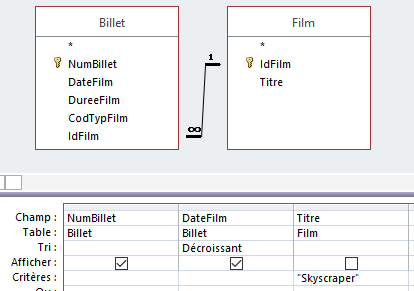 Billet
*
NumBillet
DateFilm
DureeFilm
CodTypFilm
IdFilm
1
∞
Film
*
IdFilm
Titre
Champ : NumBillet DateFilm Titre
Table : Billet Billet Film
Tri : Décroissant
Afficher :
Critères : "Skyscraper"
Ou :